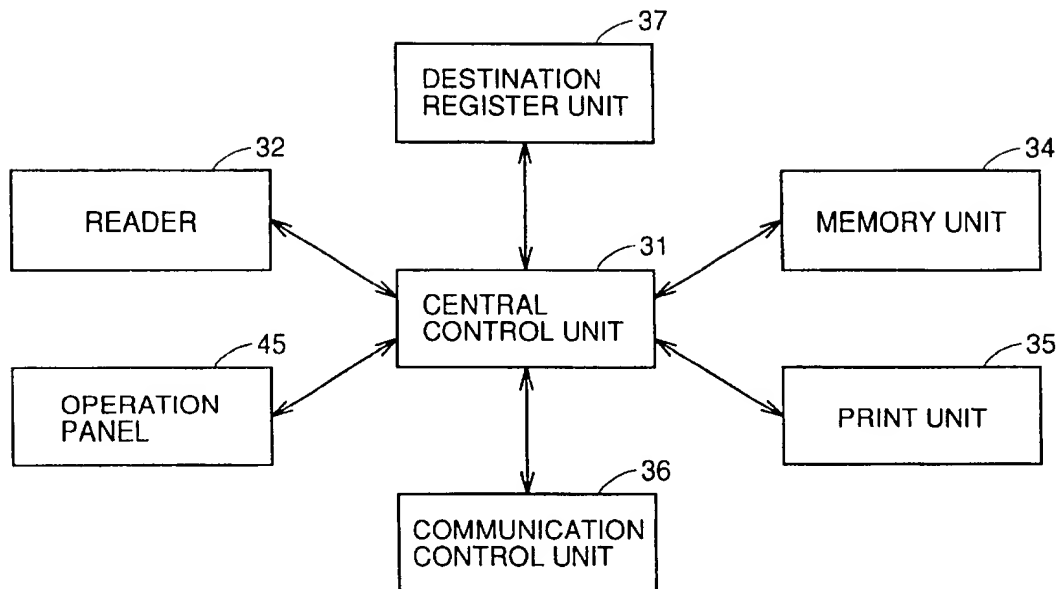 37
DESTINATION
REGISTER UNIT
32
READER
34
MEMORY UNIT
31
CENTRAL
CONTROL UNIT
45
OPERATION
PANEL
35
PRINT UNIT
36
COMMUNICATION
CONTROL UNIT